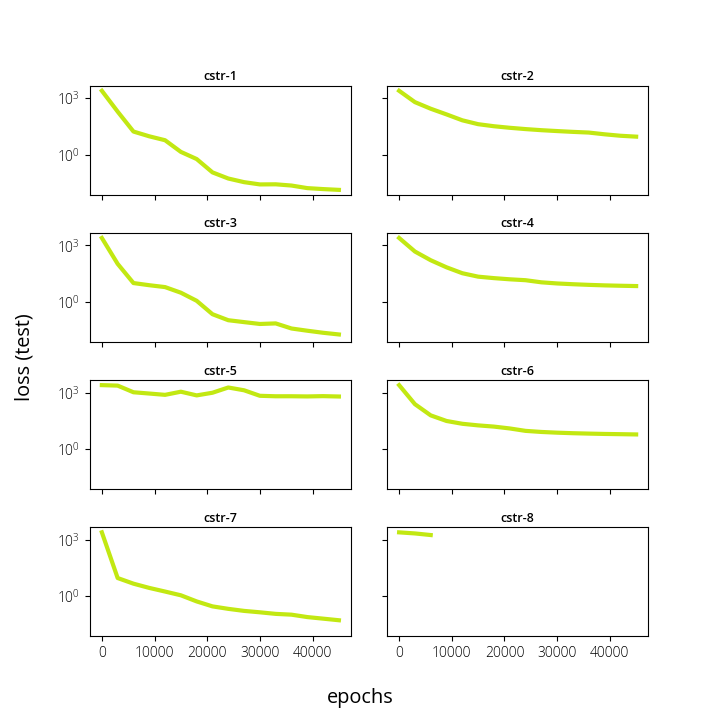 cstr-1
cstr-2
10³
10⁰
cstr-3
cstr-4
10³
10⁰
loss (test)
cstr-5
cstr-6
10³
10⁰
cstr-7
cstr-8
10³
10⁰
0 10000 20000 30000 40000
0 10000 20000 30000 40000
epochs